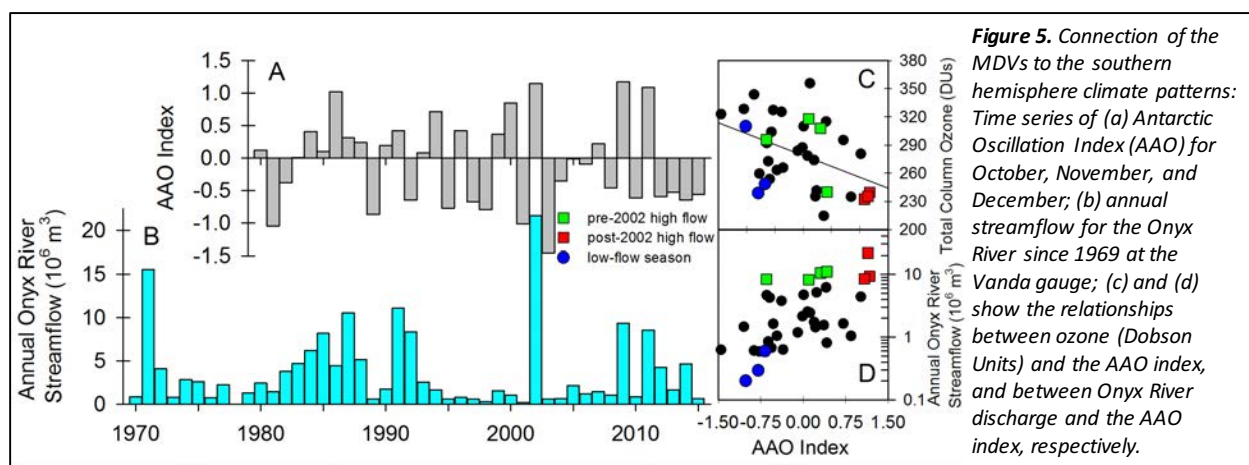 A
1.5
1.0
0.5
0.0
-0.5
-1.0
-1.5
AAO Index
pre-2002 high flow
post-2002 high flow
low-flow season
B
20
15
10
5
0
Annual Onyx River
Streamflow (10⁶ m³)
1970
1980
1990
2000
2010
C
380
350
320
290
260
230
200
Total Column Ozone (DUs)
D
10
1
0.1
Annual Onyx River
Streamflow (10⁶ m³)
-1.50
-0.75
0.00
0.75
1.50
AAO Index
Figure 5. Connection of the
MDVs to the southern
hemisphere climate patterns:
Time series of (a) Antarctic
Oscillation Index (AAO) for
October, November, and
December; (b) annual
streamflow for the Onyx
River since 1969 at the
Vanda gauge; (c) and (d)
show the relationships
between ozone (Dobson
Units) and the AAO index,
and between Onyx River
discharge and the AAO
index, respectively.